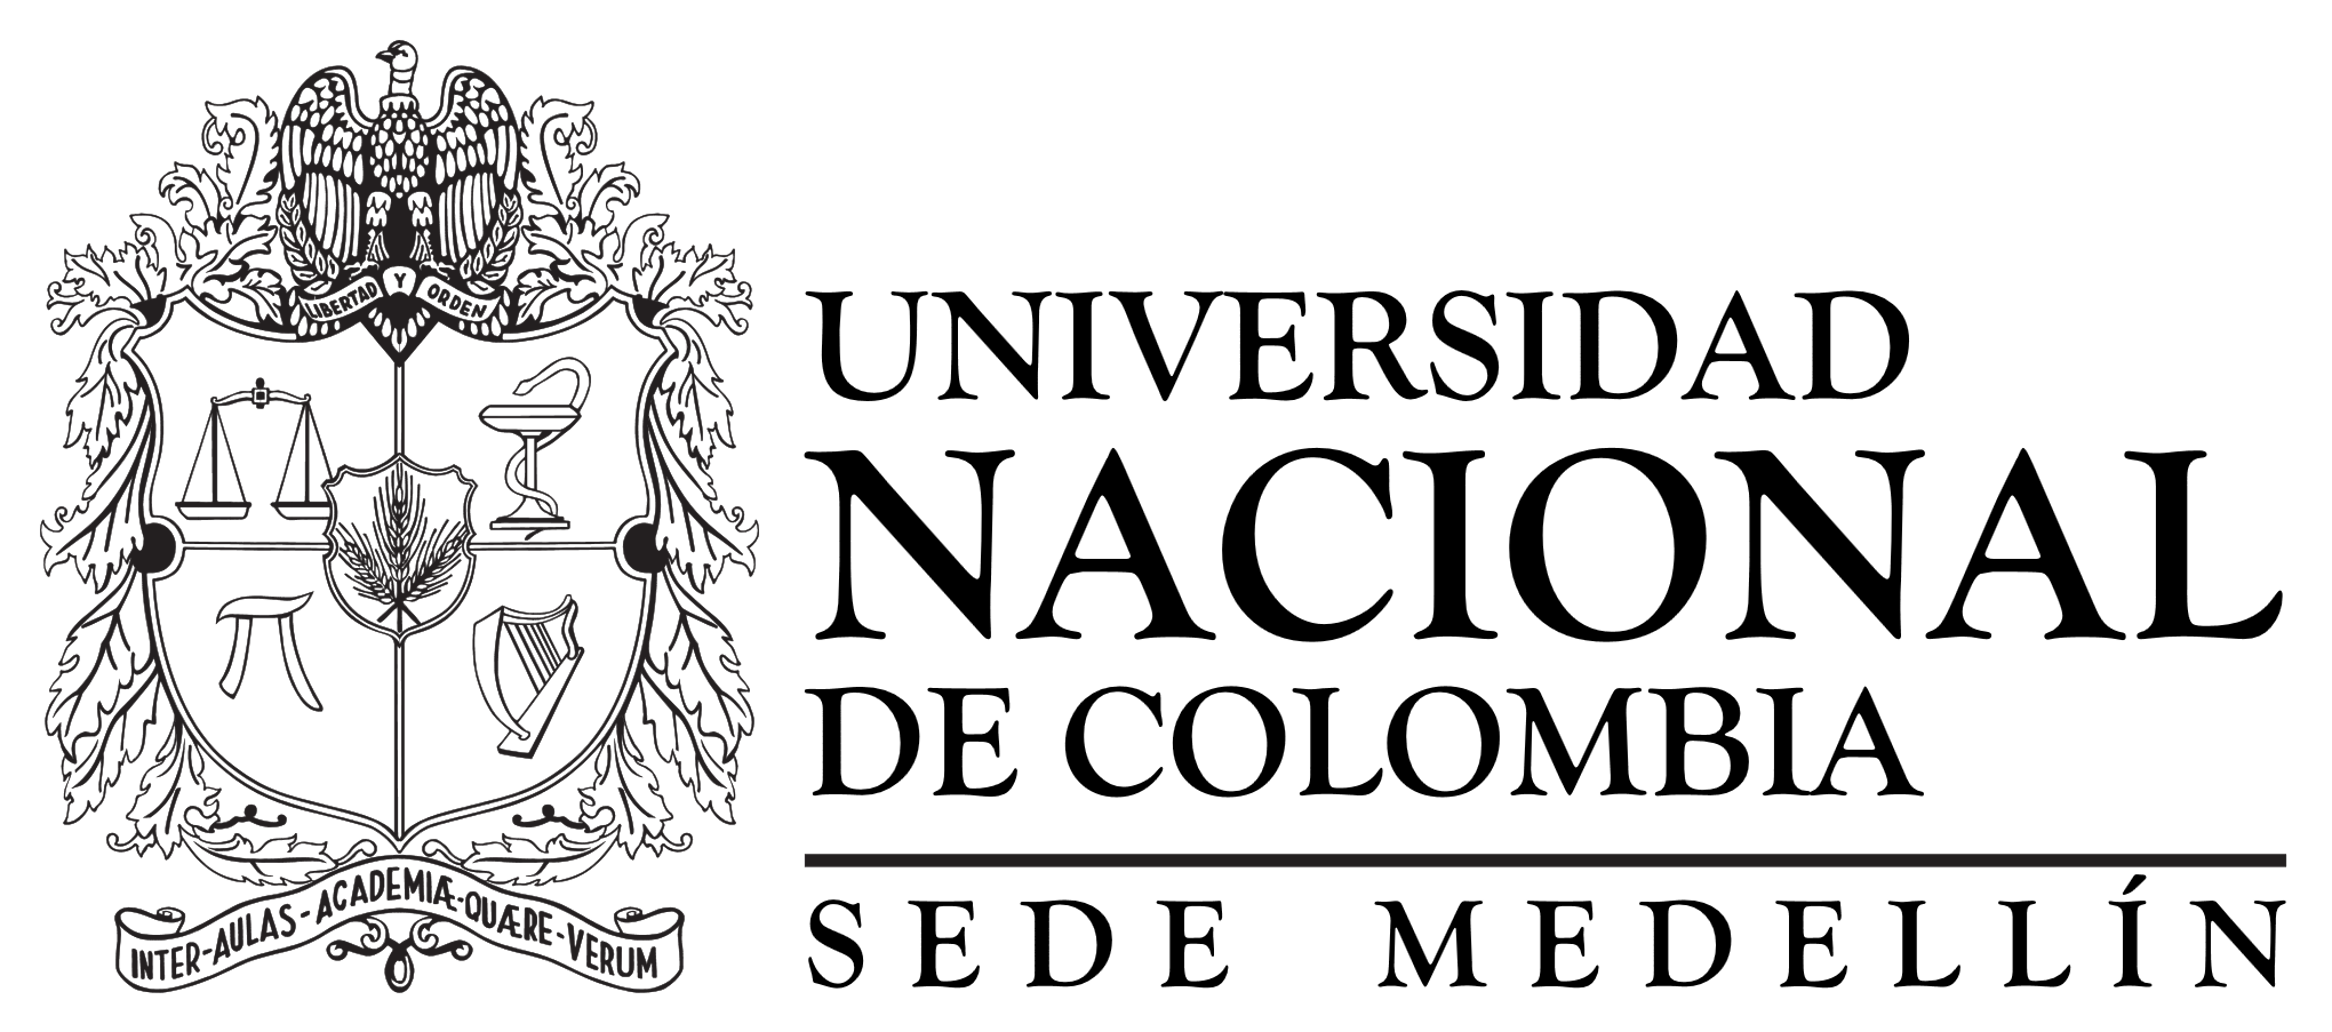 LIBERTAD Y ORDEN
INTER-AULAS-ACADEMIÆ-QUÆRE-VERUM
UNIVERSIDAD
NACIONAL
DE COLOMBIA
SEDE MEDELLÍN